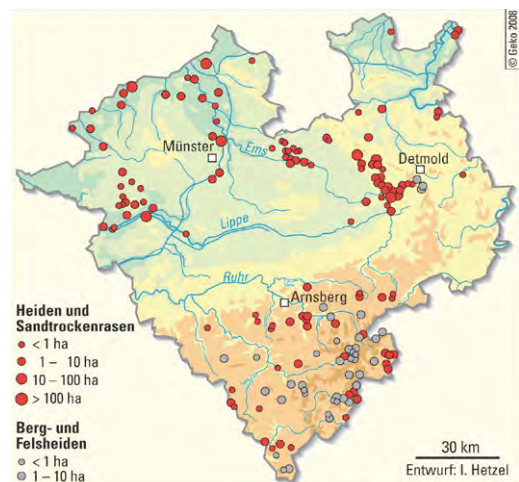 © Geko 2008
Münster
Ems
Detmold
Lippe
Ruhr
Arnsberg
Heiden und
Sandtrockenrasen
< 1 ha
1 – 10 ha
10 – 100 ha
> 100 ha
Berg- und
Felsheiden
< 1 ha
1 – 10 ha
30 km
Entwurf: I. Hetzel